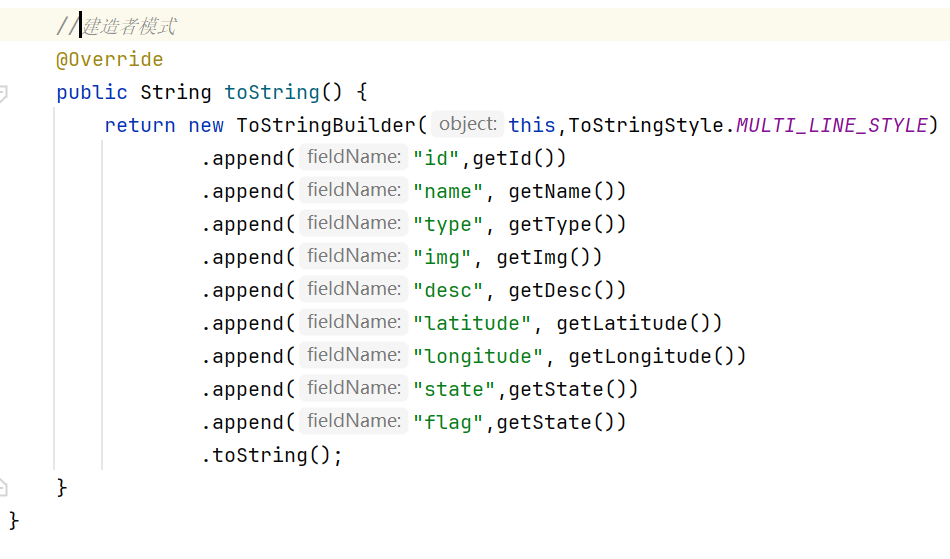 //建造者模式
@Override
public String toString() {
return new ToStringBuilder( object: this,ToStringStyle.MULTI_LINE_STYLE)
.append( fieldName: "id",getId())
.append( fieldName: "name", getName())
.append( fieldName: "type", getType())
.append( fieldName: "img", getImg())
.append( fieldName: "desc", getDesc())
.append( fieldName: "latitude", getLatitude())
.append( fieldName: "longitude", getLongitude())
.append( fieldName: "state",getState())
.append( fieldName: "flag",getState())
.toString();
}
}